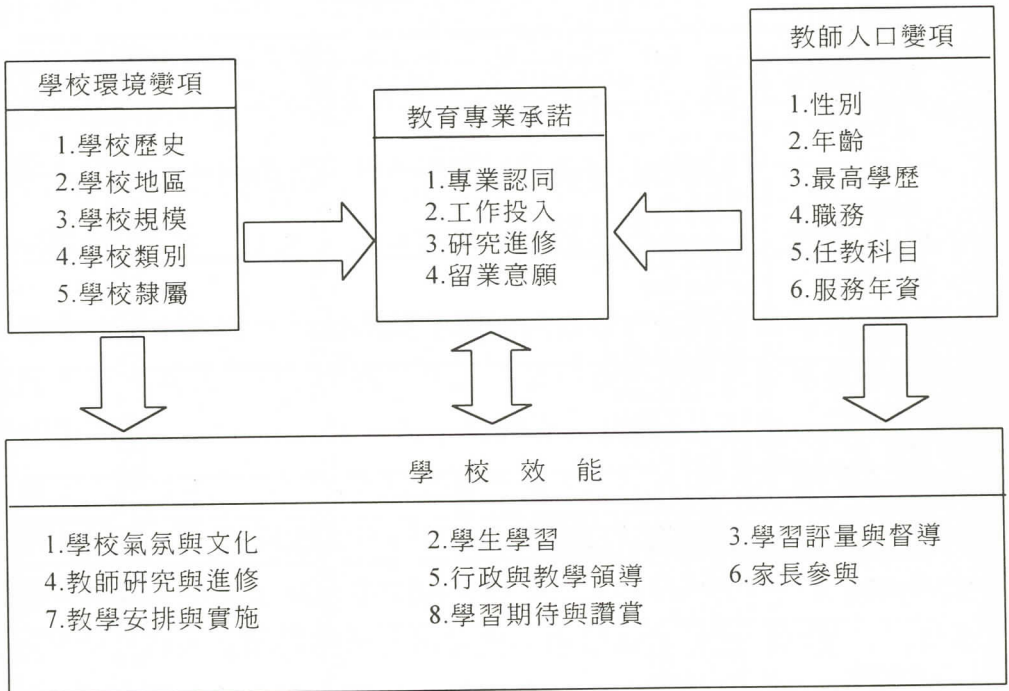 學校環境變項
1.學校歷史
2.學校地區
3.學校規模
4.學校類別
5.學校隸屬
教育專業承諾
1.專業認同
2.工作投入
3.研究進修
4.留業意願
教師人口變項
1.性別
2.年齡
3.最高學歷
4.職務
5.任教科目
6.服務年資
學校效能
1.學校氣氛與文化 2.學生學習 3.學習評量與督導
4.教師研究與進修 5.行政與教學領導 6.家長參與
7.教學安排與實施 8.學習期待與讚賞